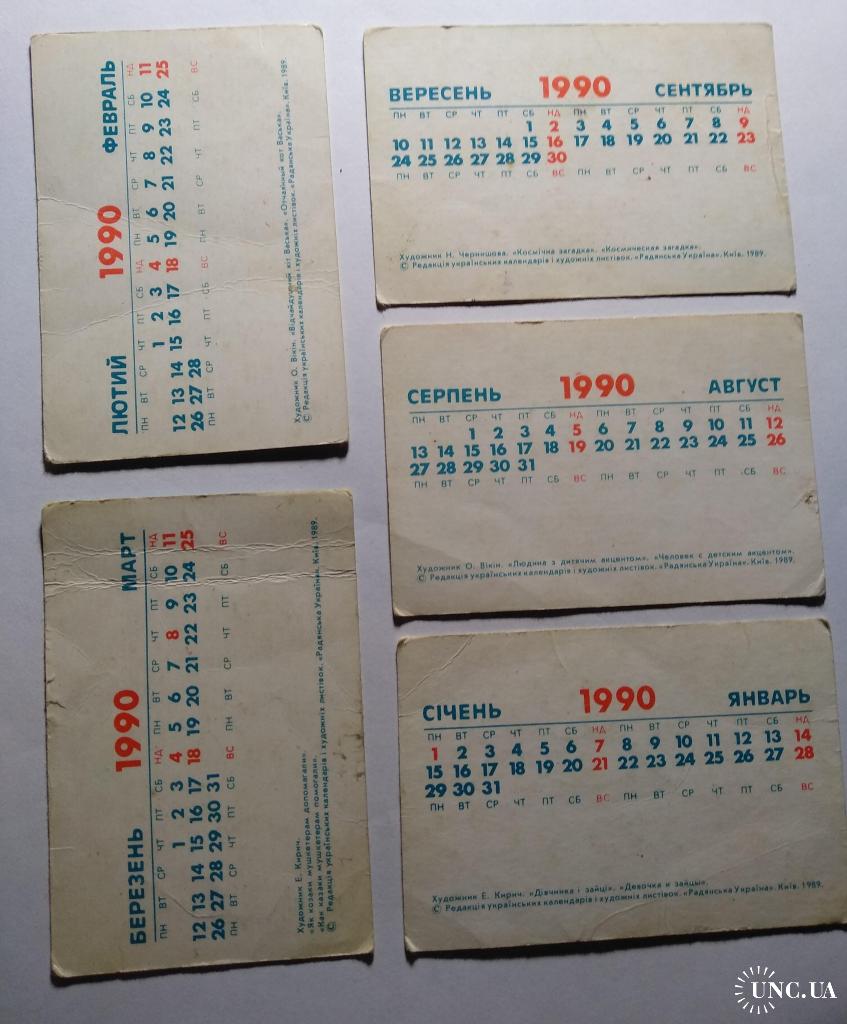 ЛЮТИЙ 1990 ФЕВРАЛЬ
ПН ВТ СР ЧТ ПТ СБ НД ПН ВТ СР ЧТ ПТ СБ НД
1 2 3 4 5 6 7 8 9 10 11
12 13 14 15 16 17 18 19 20 21 22 23 24 25
26 27 28
ПН ВТ СР ЧТ ПТ СБ ВС ПН ВТ СР ЧТ ПТ СБ ВС
Художник О. Вікін. «Відчайдушний кіт Васька». «Отчаянный кот Васька».
© Редакція українських календарів і художніх листівок. «Радянська Україна». Київ. 1989.
ВЕРЕСЕНЬ 1990 СЕНТЯБРЬ
ПН ВТ СР ЧТ ПТ СБ НД ПН ВТ СР ЧТ ПТ СБ НД
1 2 3 4 5 6 7 8 9
10 11 12 13 14 15 16 17 18 19 20 21 22 23
24 25 26 27 28 29 30
ПН ВТ СР ЧТ ПТ СБ ВС ПН ВТ СР ЧТ ПТ СБ ВС
Художник Н. Чернишова. «Космічна загадка». «Космическая загадка».
© Редакція українських календарів і художніх листівок. «Радянська Україна». Київ. 1989.
СЕРПЕНЬ 1990 АВГУСТ
ПН ВТ СР ЧТ ПТ СБ НД ПН ВТ СР ЧТ ПТ СБ НД
1 2 3 4 5 6 7 8 9 10 11 12
13 14 15 16 17 18 19 20 21 22 23 24 25 26
27 28 29 30 31
ПН ВТ СР ЧТ ПТ СБ ВС ПН ВТ СР ЧТ ПТ СБ ВС
Художник О. Вікін. «Людина з дитячим акцентом». «Человек с детским акцентом».
© Редакція українських календарів і художніх листівок. «Радянська Україна». Київ. 1989.
БЕРЕЗЕНЬ 1990 МАРТ
ПН ВТ СР ЧТ ПТ СБ НД ПН ВТ СР ЧТ ПТ СБ НД
1 2 3 4 5 6 7 8 9 10 11
12 13 14 15 16 17 18 19 20 21 22 23 24 25
26 27 28 29 30 31
ПН ВТ СР ЧТ ПТ СБ ВС ПН ВТ СР ЧТ ПТ СБ ВС
Художник Е. Кирич.
«Як козаки мушкетерам допомагали».
«Как казаки мушкетерам помогали».
© Редакція українських календарів і художніх листівок. «Радянська Україна». Київ. 1989.
СІЧЕНЬ 1990 ЯНВАРЬ
ПН ВТ СР ЧТ ПТ СБ НД ПН ВТ СР ЧТ ПТ СБ НД
1 2 3 4 5 6 7 8 9 10 11 12 13 14
15 16 17 18 19 20 21 22 23 24 25 26 27 28
29 30 31
ПН ВТ СР ЧТ ПТ СБ ВС ПН ВТ СР ЧТ ПТ СБ ВС
Художник Е. Кирич. «Дівчинка і зайці». «Девочка и зайцы».
© Редакція українських календарів і художніх листівок. «Радянська Україна». Київ. 1989.
UNC.UA